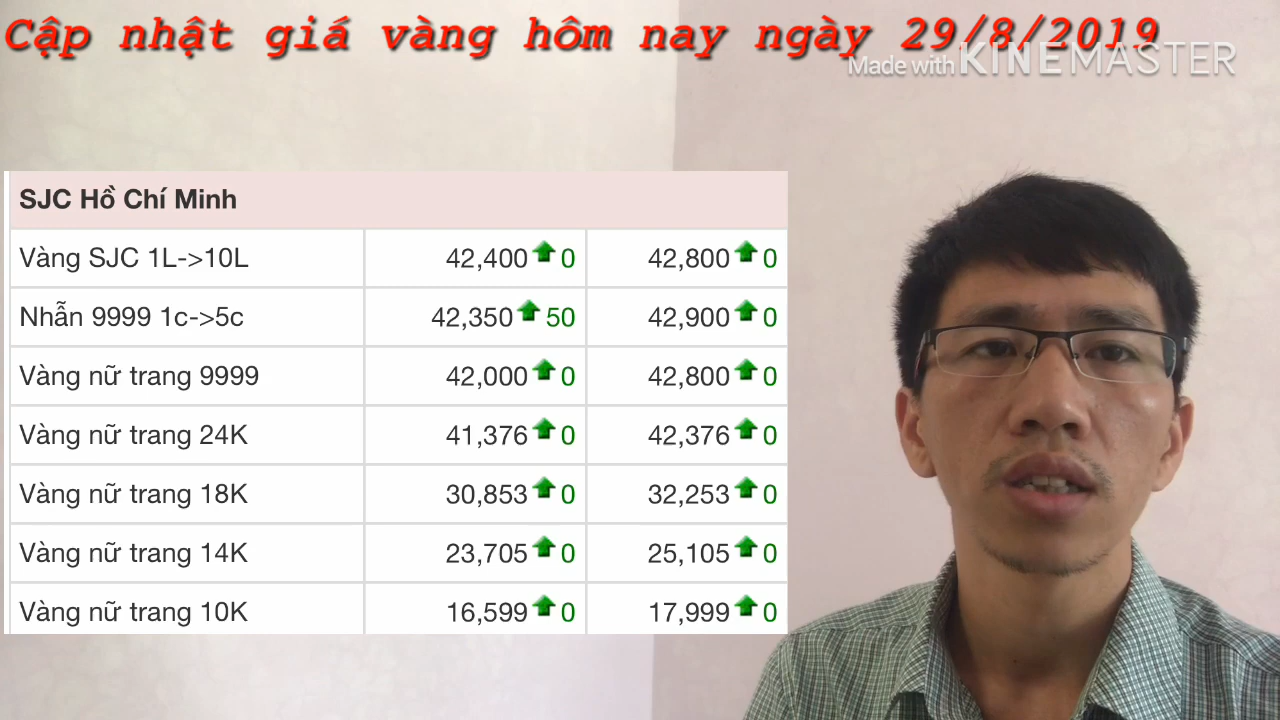 Cập nhật giá vàng hôm nay ngày 29/8/2019
Made with KINEMASTER
SJC Hồ Chí Minh
Vàng SJC 1L->10L 42,400 0 42,800 0
Nhẫn 9999 1c->5c 42,350 50 42,900 0
Vàng nữ trang 9999 42,000 0 42,800 0
Vàng nữ trang 24K 41,376 0 42,376 0
Vàng nữ trang 18K 30,853 0 32,253 0
Vàng nữ trang 14K 23,705 0 25,105 0
Vàng nữ trang 10K 16,599 0 17,999 0